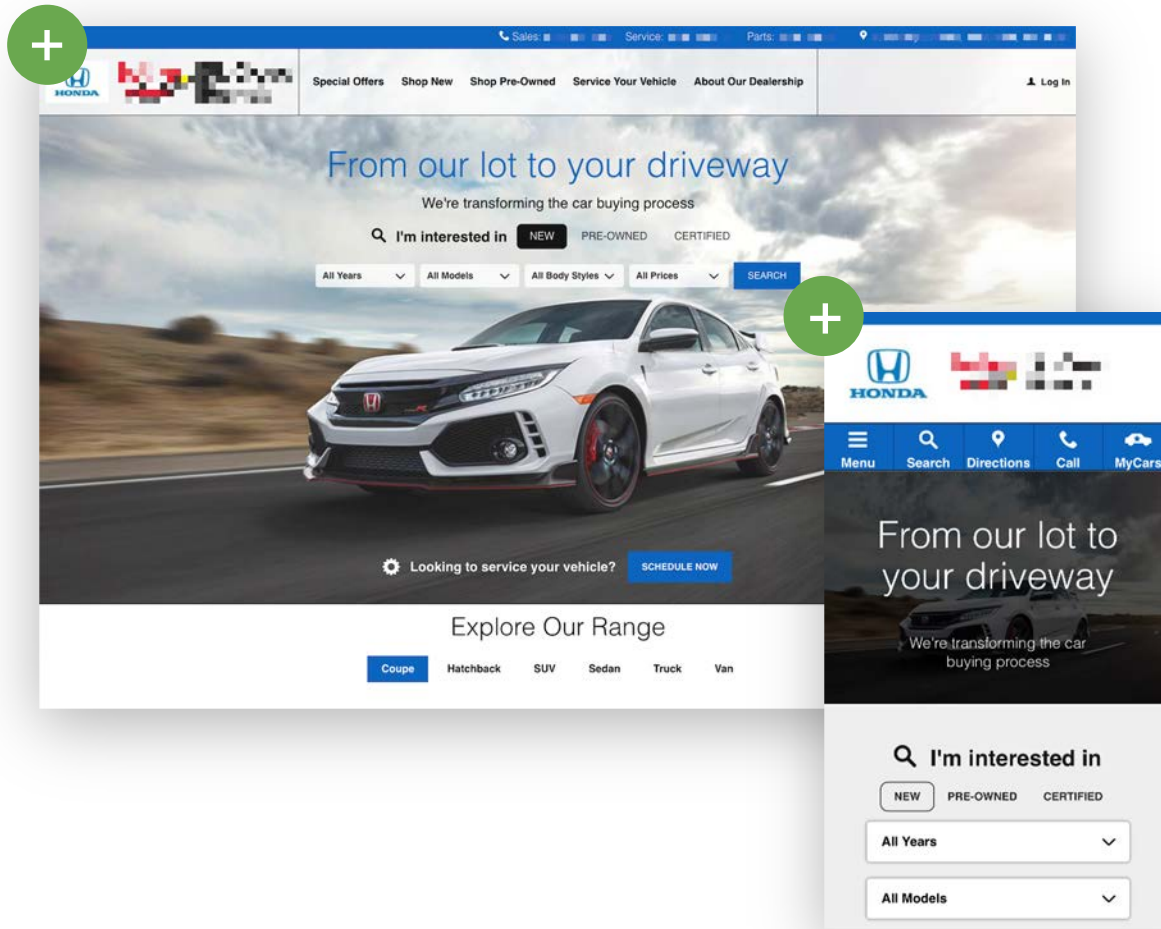 +
Sales: Service: Parts:
HONDA
Special Offers Shop New Shop Pre-Owned Service Your Vehicle About Our Dealership Log In
From our lot to your driveway
We're transforming the car buying process
I'm interested in NEW PRE-OWNED CERTIFIED
All Years All Models All Body Styles All Prices SEARCH
Looking to service your vehicle? SCHEDULE NOW
Explore Our Range
Coupe Hatchback SUV Sedan Truck Van
+
HONDA
Menu Search Directions Call MyCars
From our lot to
your driveway
We're transforming the car
buying process
I'm interested in
NEW PRE-OWNED CERTIFIED
All Years
All Models